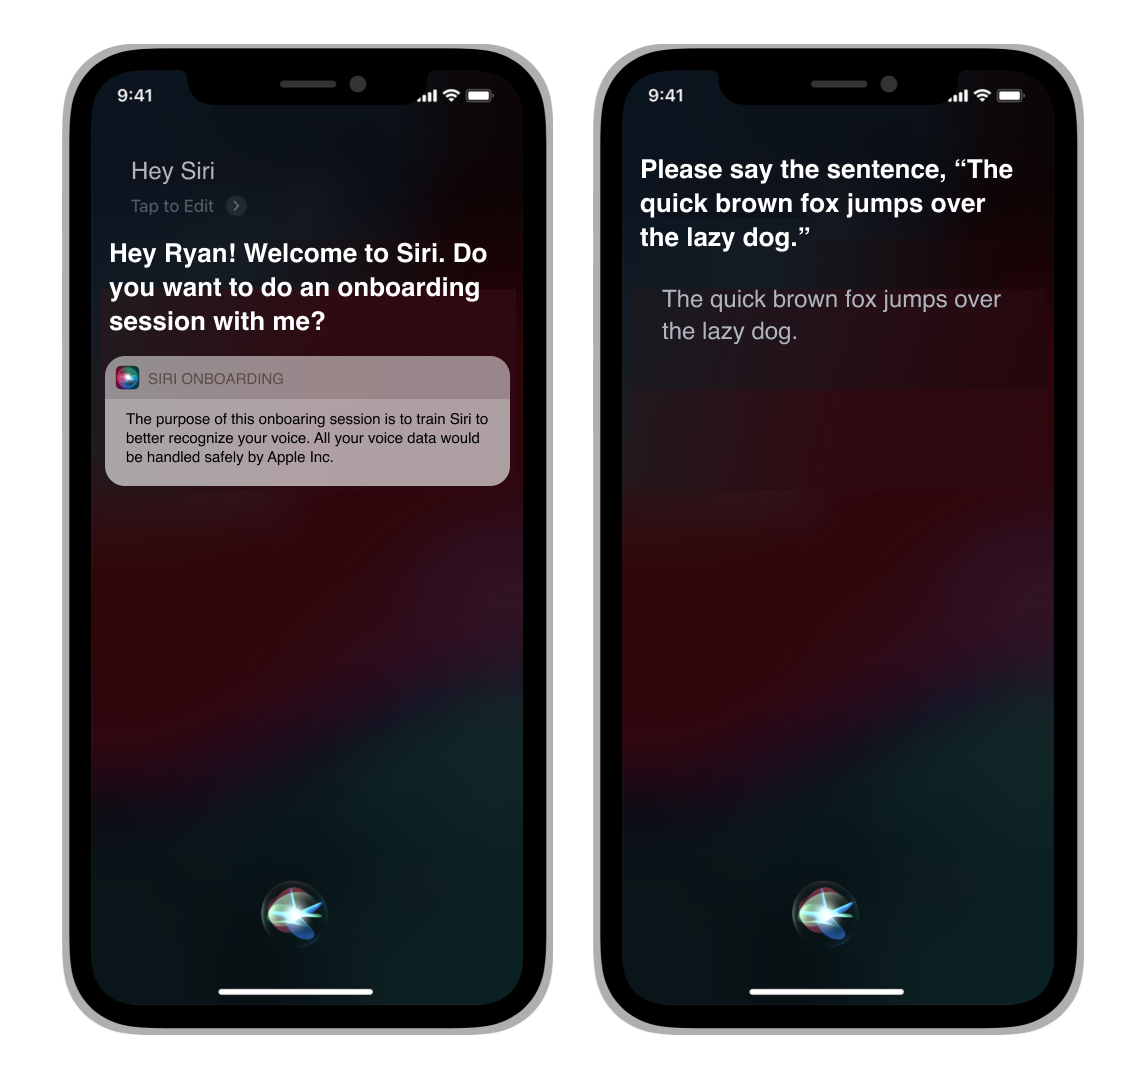 9:41
Hey Siri
Tap to Edit
Hey Ryan! Welcome to Siri. Do
you want to do an onboarding
session with me?
SIRI ONBOARDING
The purpose of this onboaring session is to train Siri to
better recognize your voice. All your voice data would
be handled safely by Apple Inc.
9:41
Please say the sentence, “The
quick brown fox jumps over
the lazy dog.”
The quick brown fox jumps over
the lazy dog.